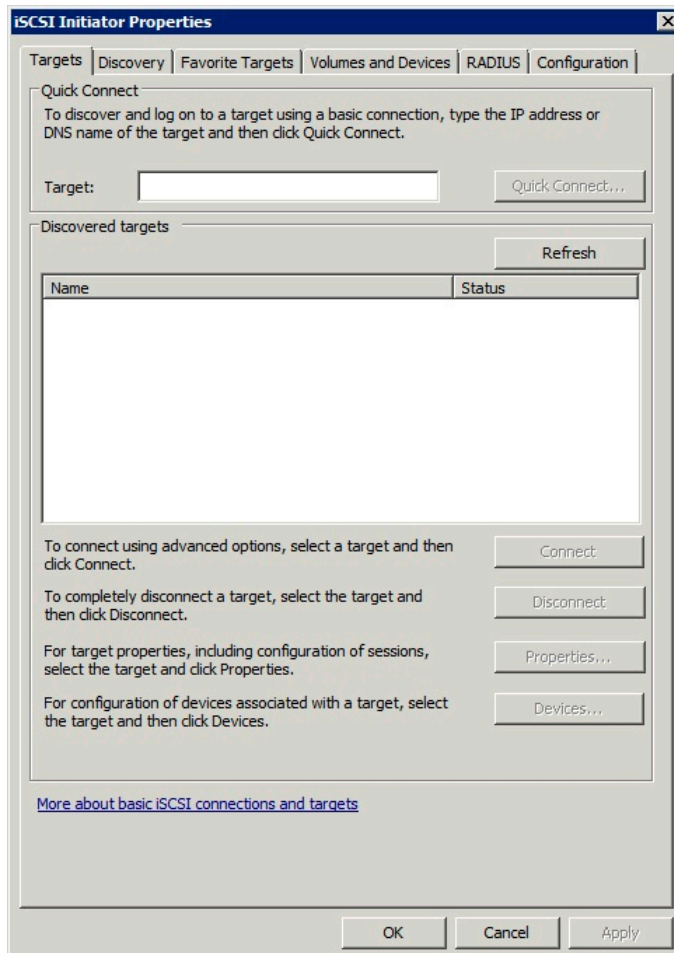 iSCSI Initiator Properties
Targets Discovery Favorite Targets Volumes and Devices RADIUS Configuration
Quick Connect
To discover and log on to a target using a basic connection, type the IP address or
DNS name of the target and then click Quick Connect.
Target:
Quick Connect...
Discovered targets
Refresh
Name Status
To connect using advanced options, select a target and then
click Connect.
Connect
To completely disconnect a target, select the target and
then click Disconnect.
Disconnect
For target properties, including configuration of sessions,
select the target and click Properties.
Properties...
For configuration of devices associated with a target, select
the target and then click Devices.
Devices...
More about basic iSCSI connections and targets
OK Cancel Apply